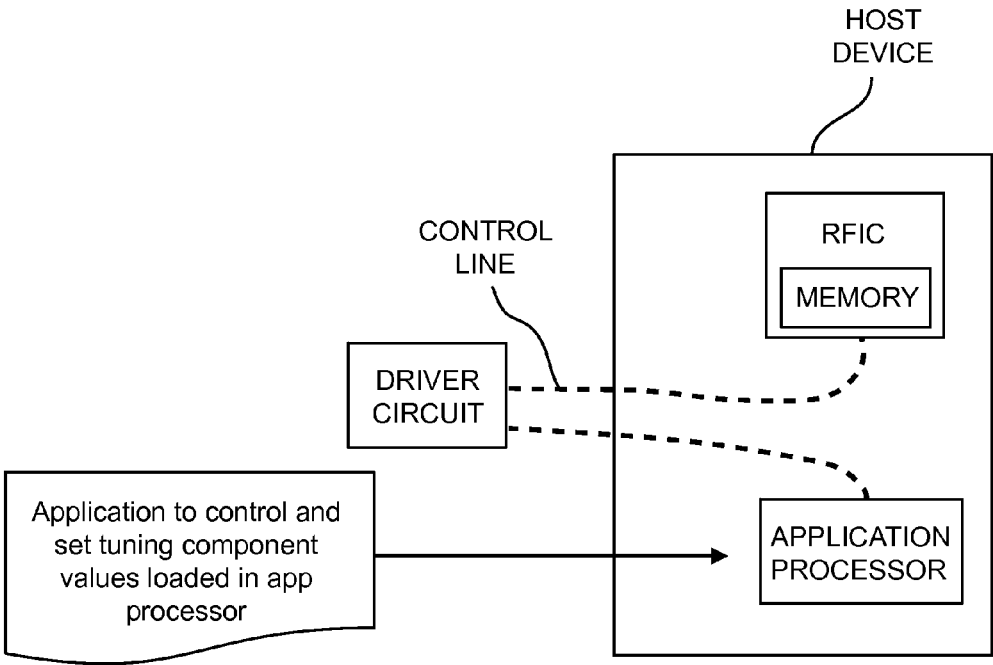 HOST
DEVICE
RFIC
MEMORY
CONTROL
LINE
DRIVER
CIRCUIT
Application to control and
set tuning component
values loaded in app
processor
APPLICATION
PROCESSOR